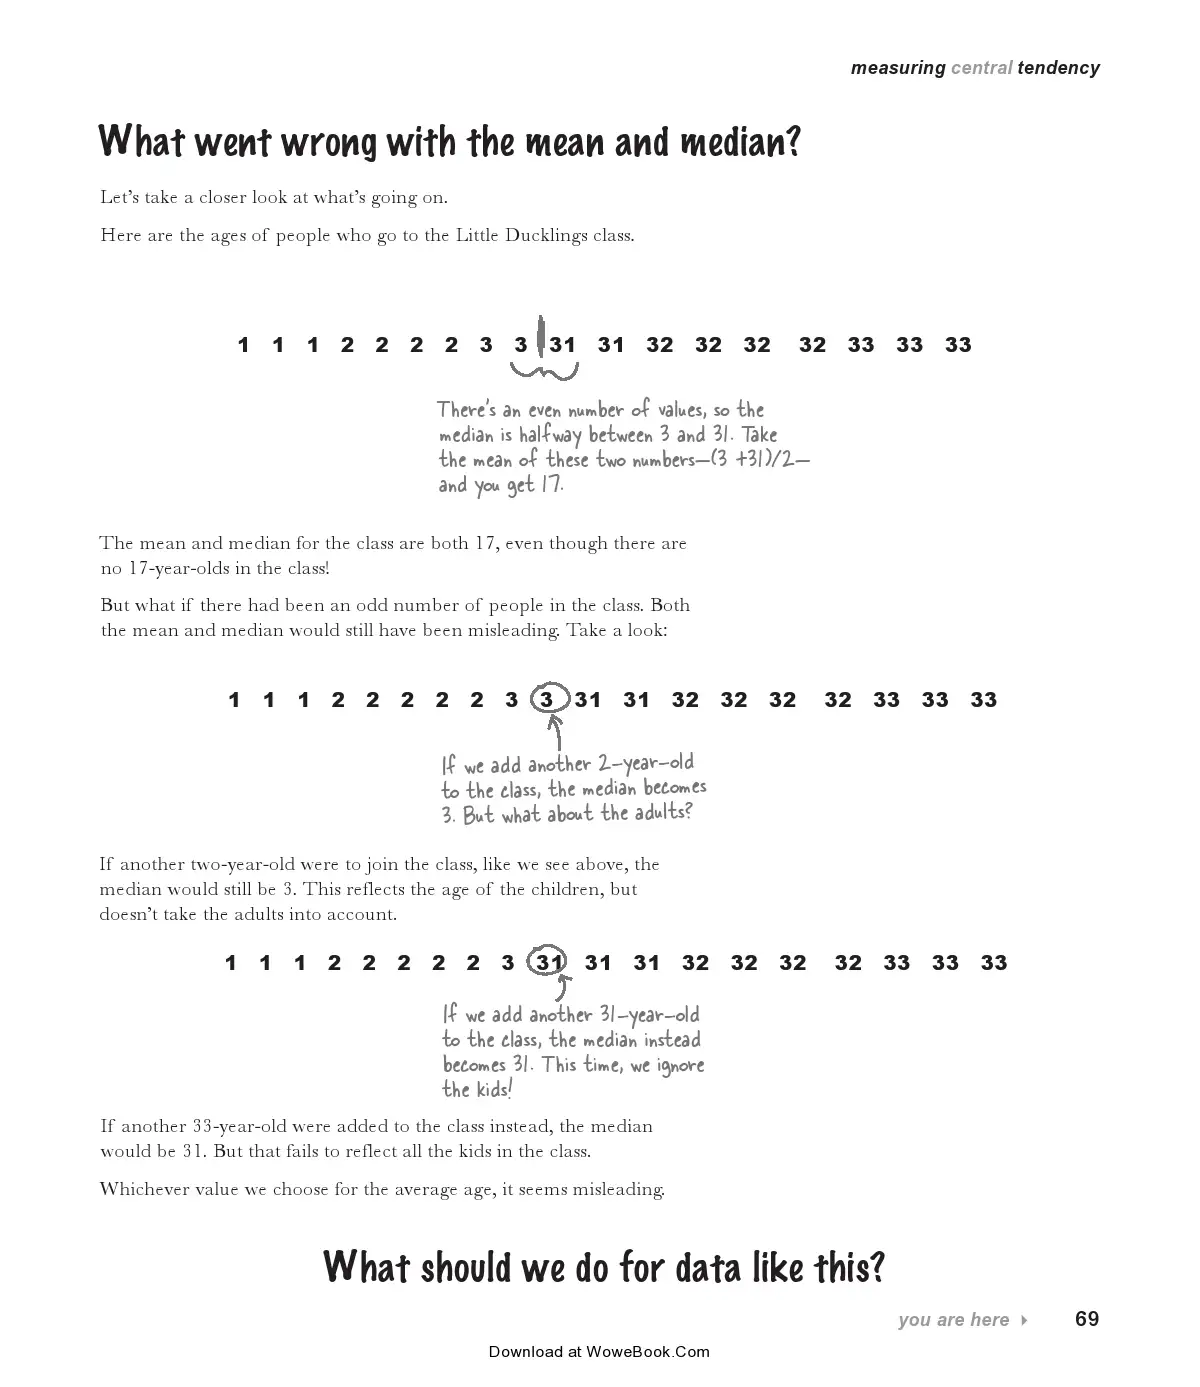 measuring central tendency
What went wrong with the mean and median?
Let's take a closer look at what's going on.
Here are the ages of people who go to the Little Ducklings class.
1 1 1 2 2 2 2 3 3 31 31 32 32 32 32 33 33 33
There's an even number of values, so the
median is halfway between 3 and 31. Take
the mean of these two numbers—(3 +31)/2—
and you get 17.
The mean and median for the class are both 17, even though there are
no 17-year-olds in the class!
But what if there had been an odd number of people in the class. Both
the mean and median would still have been misleading. Take a look:
1 1 1 2 2 2 2 2 3 3 31 31 32 32 32 32 33 33 33
If we add another 2-year-old
to the class, the median becomes
3. But what about the adults?
If another two-year-old were to join the class, like we see above, the
median would still be 3. This reflects the age of the children, but
doesn't take the adults into account.
1 1 1 2 2 2 2 2 3 31 31 31 32 32 32 32 33 33 33
If we add another 31-year-old
to the class, the median instead
becomes 31. This time, we ignore
the kids!
If another 33-year-old were added to the class instead, the median
would be 31. But that fails to reflect all the kids in the class.
Whichever value we choose for the average age, it seems misleading.
What should we do for data like this?
you are here
69
Download at WoweBook.Com